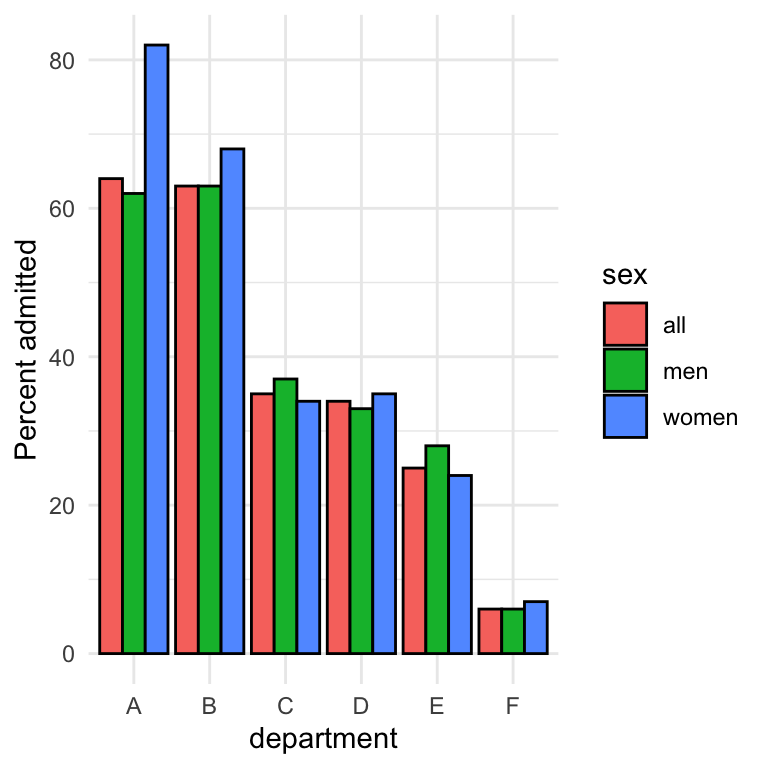 80
60
40
20
0
Percent admitted
A B C D E F
department
sex
all
men
women